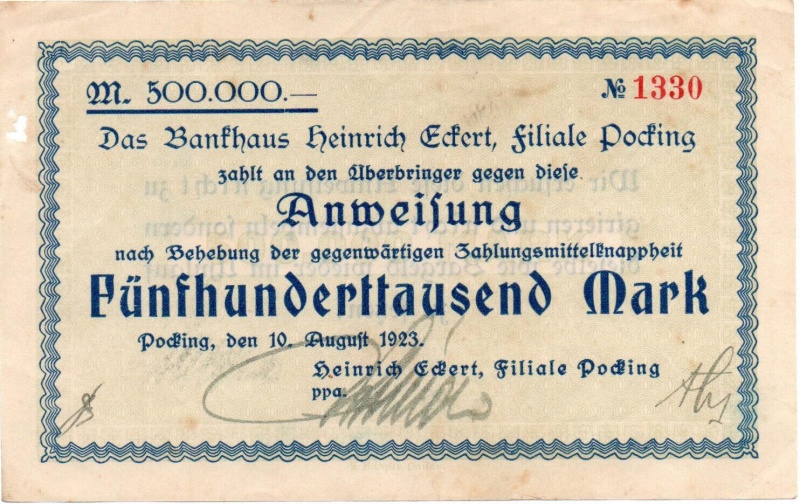 M. 500.000.—
№ 1330
Das Bankhaus Heinrich Eckert, Filiale Pocking
zahlt an den Überbringer gegen dieſe
Anweiſung
nach Behebung der gegenwärtigen Zahlungsmittelknappheit
Fünfhunderttausend Mark
Pocking, den 10. Auguſt 1923.
Heinrich Eckert, Filiale Pocking
ppa.